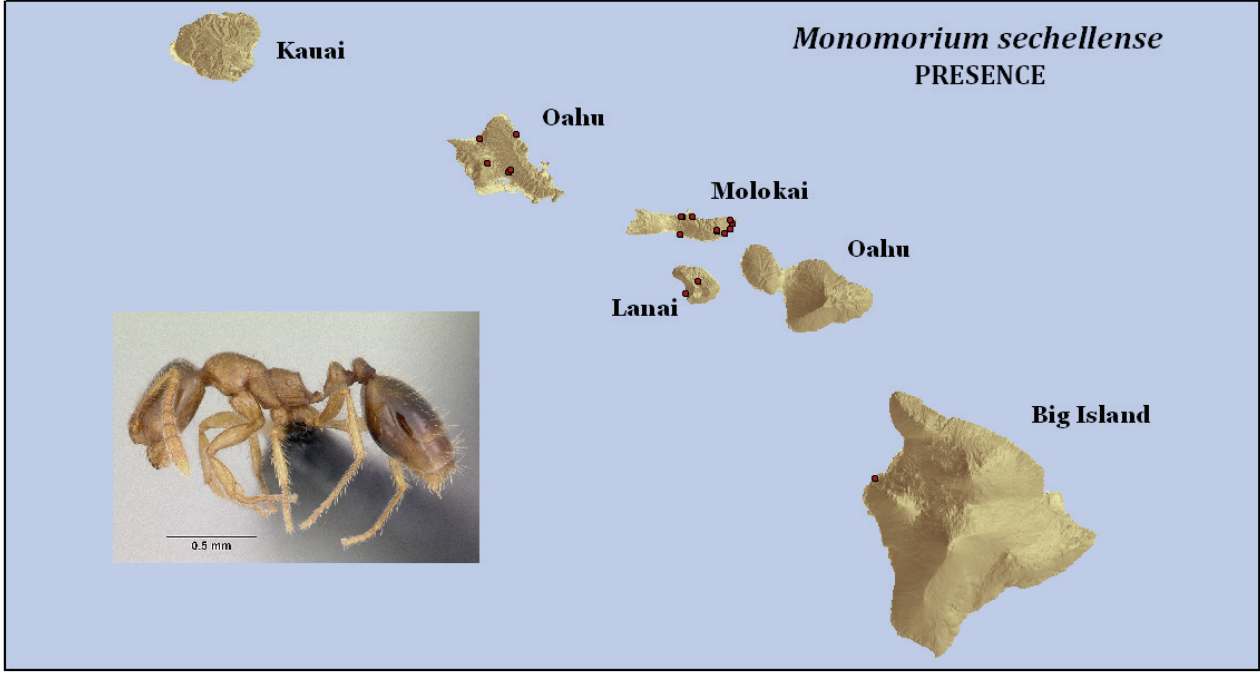 Monomorium sechellense
PRESENCE
Kauai
Oahu
Molokai
Oahu
Lanai
Big Island
0.5 mm